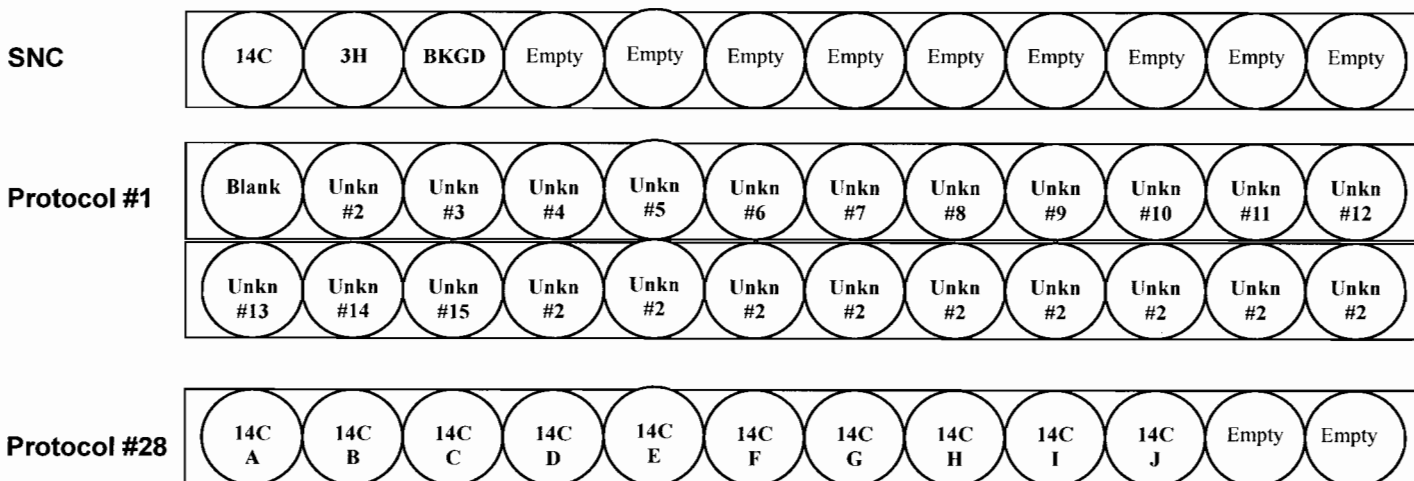 SNC 14C 3H BKGD Empty Empty Empty Empty Empty Empty Empty Empty Empty
Protocol #1 Blank Unkn #2 Unkn #3 Unkn #4 Unkn #5 Unkn #6 Unkn #7 Unkn #8 Unkn #9 Unkn #10 Unkn #11 Unkn #12
Unkn #13 Unkn #14 Unkn #15 Unkn #2 Unkn #2 Unkn #2 Unkn #2 Unkn #2 Unkn #2 Unkn #2 Unkn #2 Unkn #2
Protocol #28 14C A 14C B 14C C 14C D 14C E 14C F 14C G 14C H 14C I 14C J Empty Empty